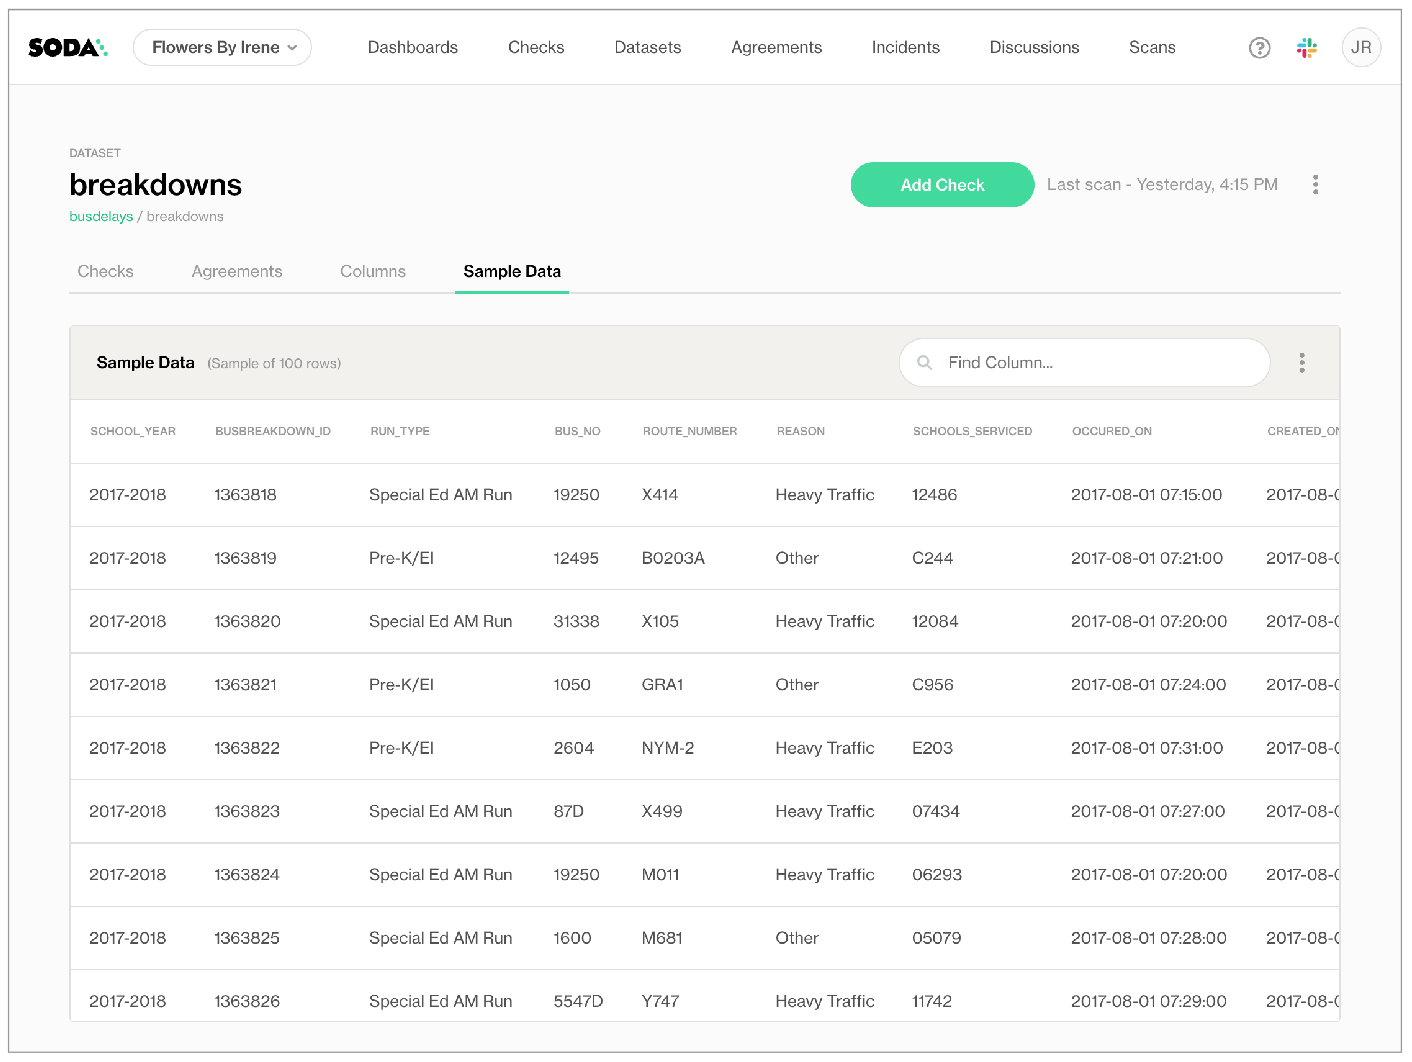 SODA Flowers By Irene Dashboards Checks Datasets Agreements Incidents Discussions Scans ? JR
DATASET
breakdowns
Add Check Last scan - Yesterday, 4:15 PM
busdelays / breakdowns
Checks Agreements Columns Sample Data
Sample Data (Sample of 100 rows) Find Column...
SCHOOL_YEAR BUSBREAKDOWN_ID RUN_TYPE BUS_NO ROUTE_NUMBER REASON SCHOOLS_SERVICED OCCURED_ON CREATED_ON
2017-2018 1363818 Special Ed AM Run 19250 X414 Heavy Traffic 12486 2017-08-01 07:15:00 2017-08-0
2017-2018 1363819 Pre-K/EI 12495 B0203A Other C244 2017-08-01 07:21:00 2017-08-0
2017-2018 1363820 Special Ed AM Run 31338 X105 Heavy Traffic 12084 2017-08-01 07:20:00 2017-08-0
2017-2018 1363821 Pre-K/EI 1050 GRA1 Other C956 2017-08-01 07:24:00 2017-08-0
2017-2018 1363822 Pre-K/EI 2604 NYM-2 Heavy Traffic E203 2017-08-01 07:31:00 2017-08-0
2017-2018 1363823 Special Ed AM Run 87D X499 Heavy Traffic 07434 2017-08-01 07:27:00 2017-08-0
2017-2018 1363824 Special Ed AM Run 19250 M011 Heavy Traffic 06293 2017-08-01 07:20:00 2017-08-0
2017-2018 1363825 Special Ed AM Run 1600 M681 Other 05079 2017-08-01 07:28:00 2017-08-0
2017-2018 1363826 Special Ed AM Run 5547D Y747 Heavy Traffic 11742 2017-08-01 07:29:00 2017-08-0